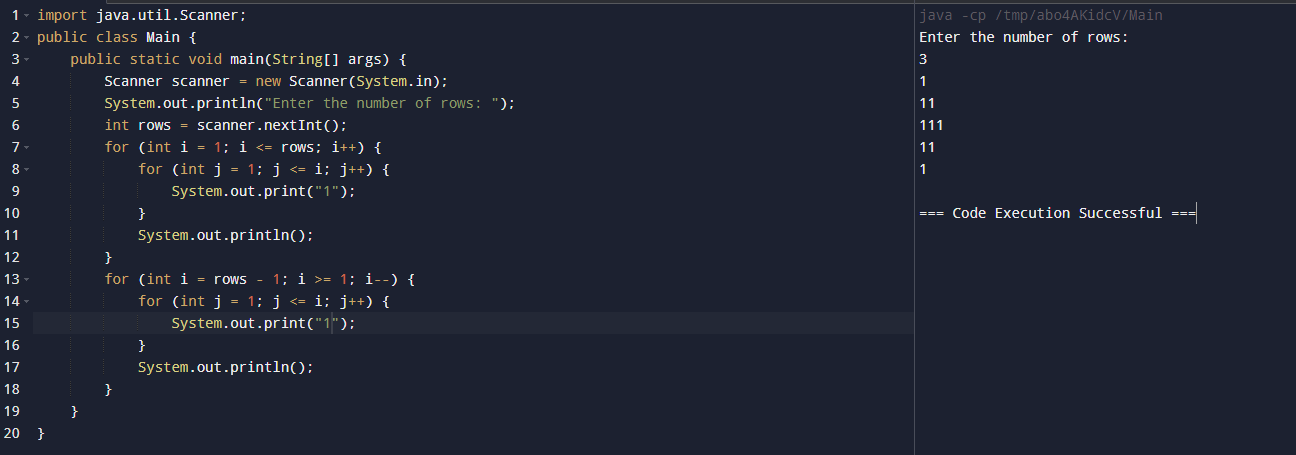 1 import java.util.Scanner;
2 public class Main {
3     public static void main(String[] args) {
4         Scanner scanner = new Scanner(System.in);
5         System.out.println("Enter the number of rows: ");
6         int rows = scanner.nextInt();
7         for (int i = 1; i <= rows; i++) {
8             for (int j = 1; j <= i; j++) {
9                 System.out.print("1");
10             }
11             System.out.println();
12         }
13         for (int i = rows - 1; i >= 1; i--) {
14             for (int j = 1; j <= i; j++) {
15                 System.out.print("1");
16             }
17             System.out.println();
18         }
19     }
20 }
java -cp /tmp/abo4AKidcV/Main
Enter the number of rows:
3
1
11
111
11
1
=== Code Execution Successful ===